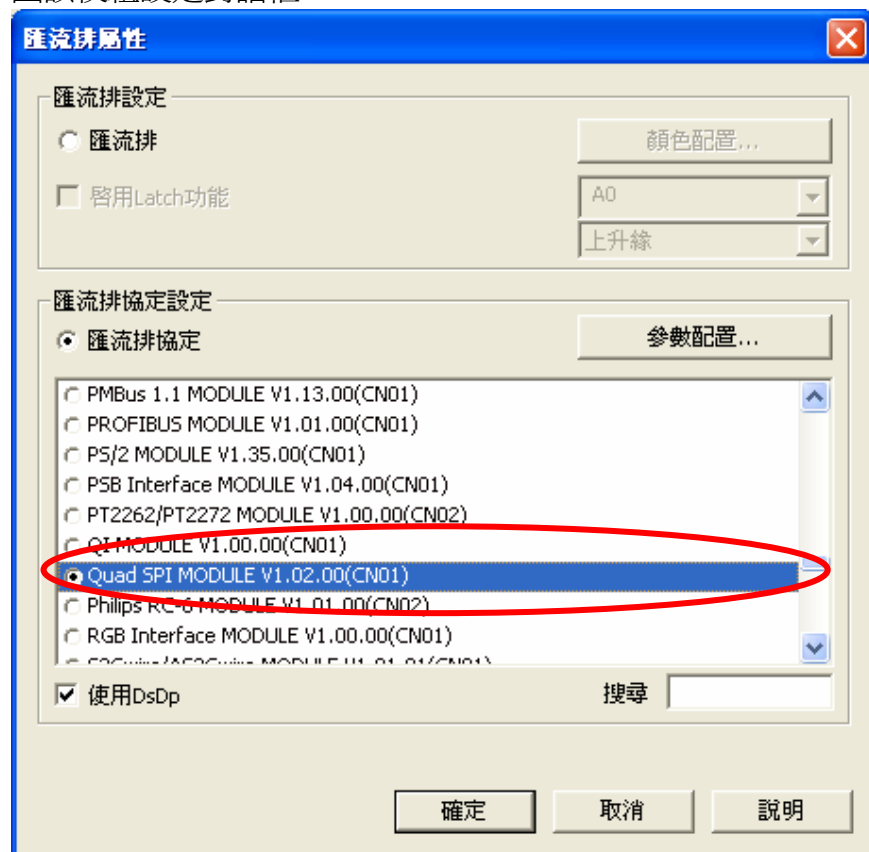 匯流排屬性
匯流排設定
匯流排
顏色配置...
啓用Latch功能
A0
上升緣
匯流排協定設定
匯流排協定
參數配置...
PMBus 1.1 MODULE V1.13.00(CN01)
PROFIBUS MODULE V1.01.00(CN01)
PS/2 MODULE V1.35.00(CN01)
PSB Interface MODULE V1.04.00(CN01)
PT2262/PT2272 MODULE V1.00.00(CN02)
QI MODULE V1.00.00(CN01)
Quad SPI MODULE V1.02.00(CN01)
Philips RC-6 MODULE V1.01.00(CN02)
RGB Interface MODULE V1.00.00(CN01)
使用DsDp
搜尋
確定
取消
説明